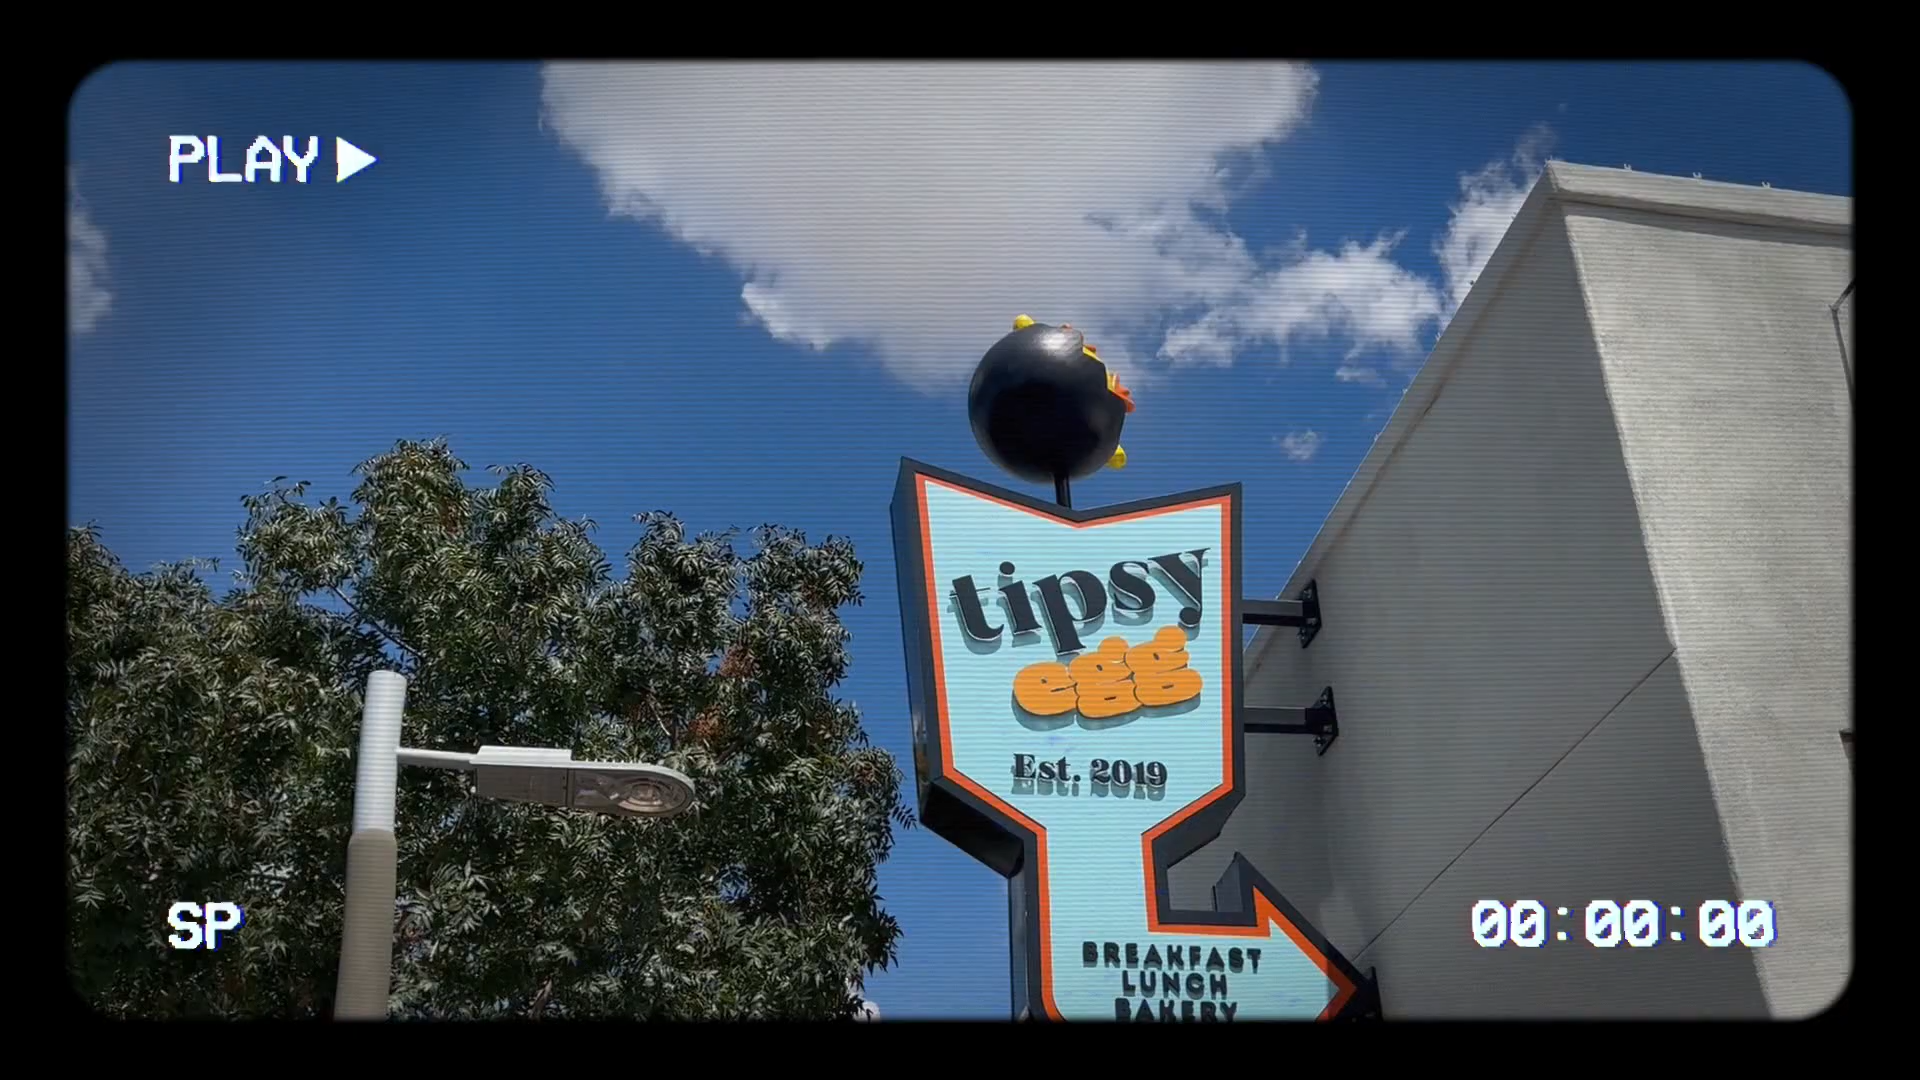 PLAY
tipsy
egg
Est. 2019
BREAKFAST
LUNCH
BAKERY
SP
00:00:00